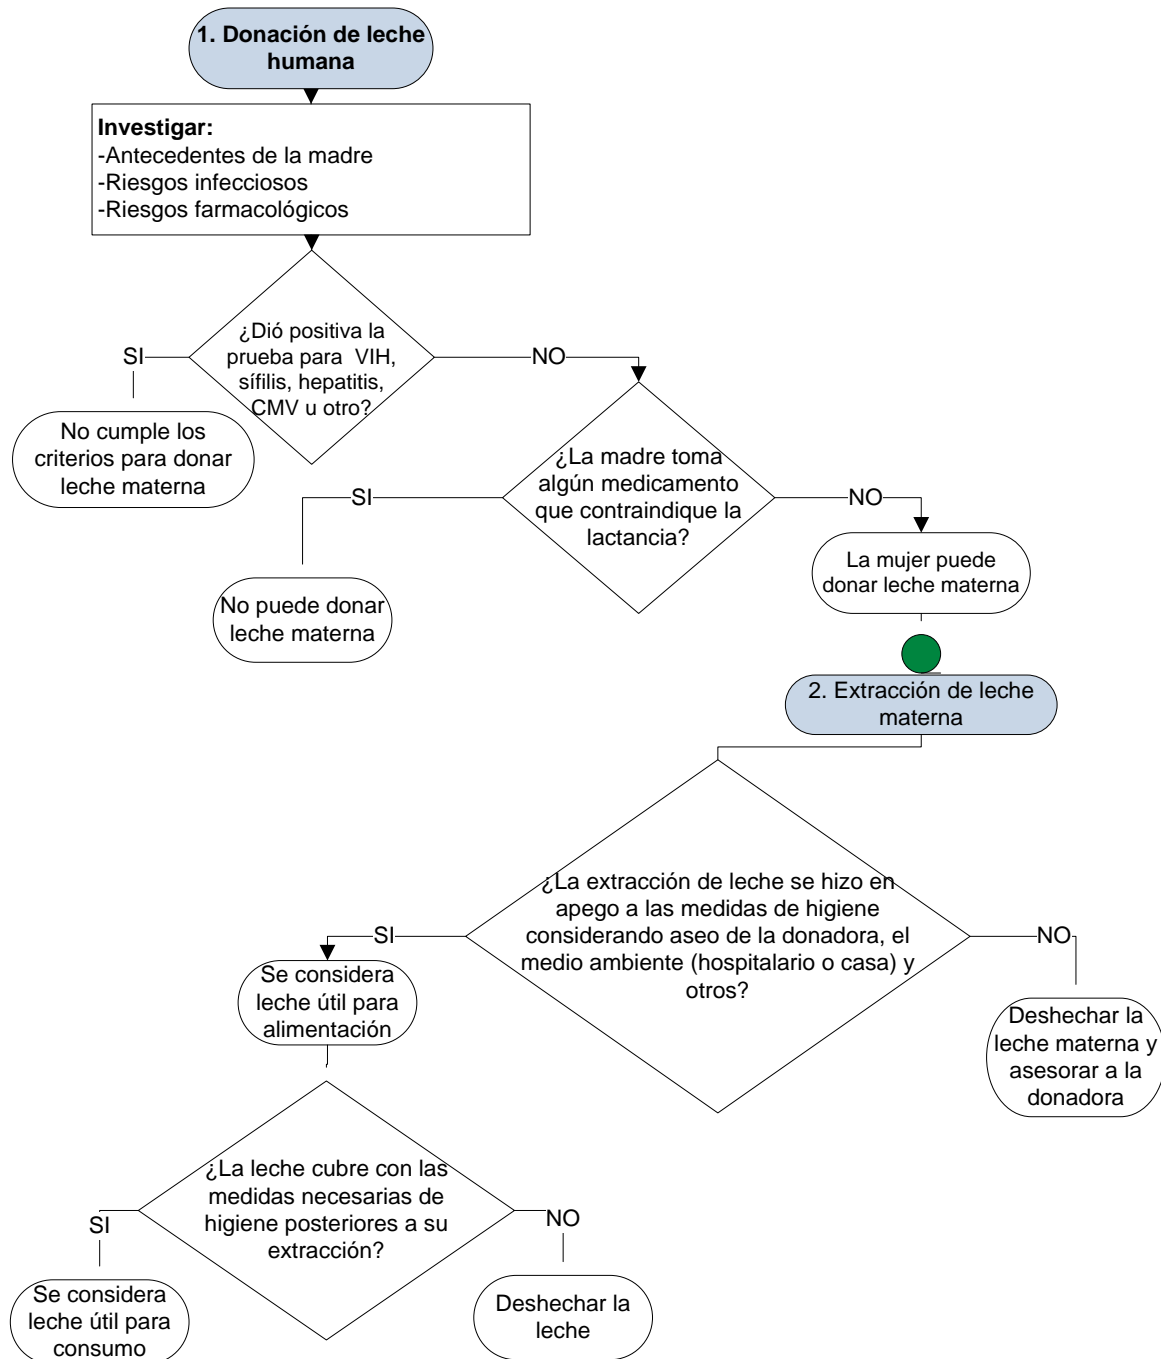 1. Donación de leche
humana
Investigar:
-Antecedentes de la madre
-Riesgos infecciosos
-Riesgos farmacológicos
¿Dió positiva la
prueba para VIH,
sífilis, hepatitis,
CMV u otro?
SI
NO
No cumple los
criterios para donar
leche materna
¿La madre toma
algún medicamento
que contraindique la
lactancia?
SI
NO
No puede donar
leche materna
La mujer puede
donar leche materna
2. Extracción de leche
materna
¿La extracción de leche se hizo en
apego a las medidas de higiene
considerando aseo de la donadora, el
medio ambiente (hospitalario o casa) y
otros?
SI
NO
Se considera
leche útil para
alimentación
Deshechar la
leche materna y
asesorar a la
donadora
¿La leche cubre con las
medidas necesarias de
higiene posteriores a su
extracción?
SI
NO
Se considera
leche útil para
consumo
Deshechar la
leche